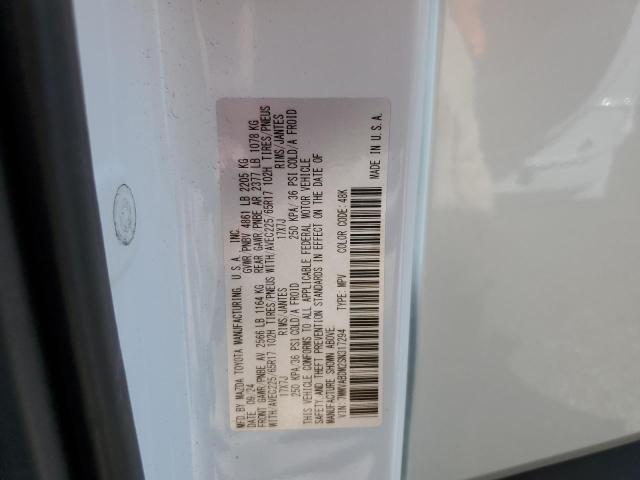 MFD. BY MAZDA TOYOTA MANUFACTURING, U.S.A., INC.
DATE: 09/24 GVWR/PNBV 4861 LB 2205 KG
FRONT GAWR/PNBE AV 2566 LB 1164 KG REAR GAWR/PNBE AR 2377 LB 1078 KG
WITH/AVEC225/65R17 102H TIRES/PNEUS WITH/AVEC225/65R17 102H TIRES/PNEUS
17X7J RIMS/JANTES 17X7J RIMS/JANTES
250 KPA/36 PSI COLD/A FROID 250 KPA/36 PSI COLD/A FROID
THIS VEHICLE CONFORMS TO ALL APPLICABLE FEDERAL MOTOR VEHICLE
SAFETY, AND THEFT PREVENTION STANDARDS IN EFFECT ON THE DATE OF
MANUFACTURE SHOWN ABOVE.
VIN: TYPE: MPV COLOR CODE: 48K
MADE IN U.S.A.